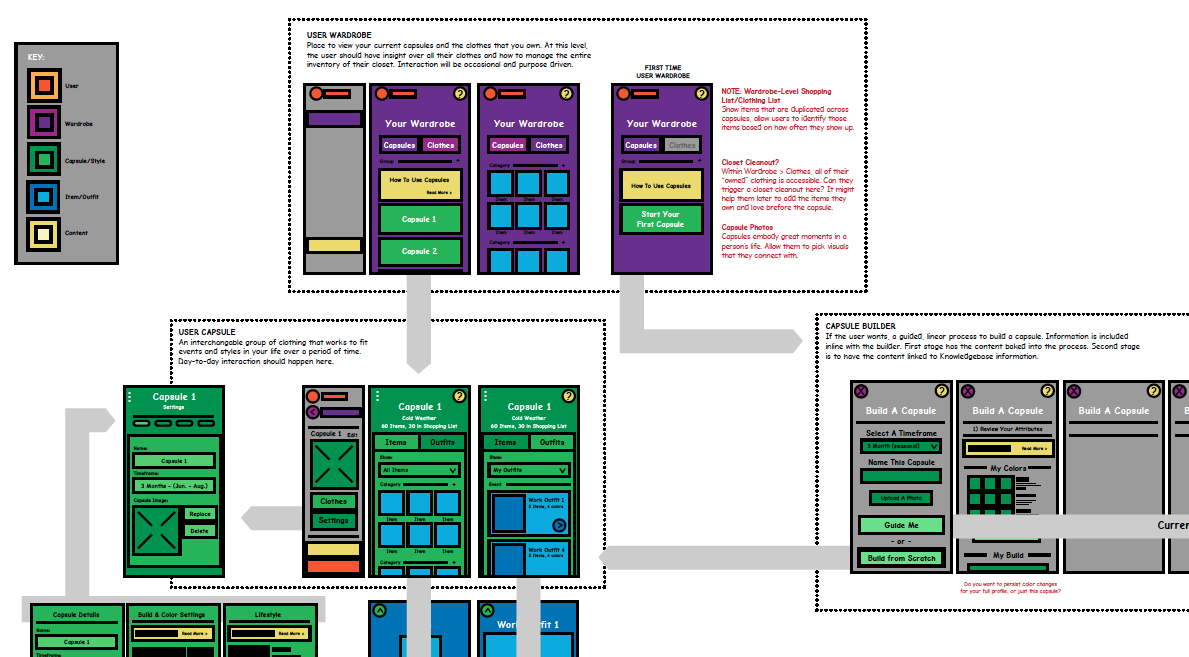 KEY:
User
Wardrobe
Capsule/Style
Item/Outfit
Content
USER WARDROBE
Place to view your current capsules and the clothes that you own. At this level,
the user should have insight over all their clothes and how to manage the entire
inventory of their closet. Interaction will be occasional and purpose driven.
FIRST TIME
USER WARDROBE
?
Your Wardrobe
Capsules
Clothes
Group
+
How To Use Capsules
Read More >
Capsule 1
Capsule 2
?
Your Wardrobe
Capsules
Clothes
Category
+
Item
Item
Item
Item
Item
Item
Category
+
?
Your Wardrobe
Capsules
Clothes
Group
+
How To Use Capsules
Start Your
First Capsule
NOTE: Wardrobe-Level Shopping
List/Clothing List
Show items that are duplicated across
capsules, allow users to identify those
items based on how often they show up.
Closet Cleanout?
Within Wardrobe > Clothes, all of their
"owned" clothing is accessible. Can they
trigger a closet cleanout here? It might
help them later to add the items they
own and love brefore the capsule.
Capsule Photos
Capsules embody great moments in a
person's life. Allow them to pick visuals
that they connect with.
USER CAPSULE
An interchangable group of clothing that works to fit
events and styles in your life over a period of time.
Day-to-day interaction should happen here.
Capsule 1
Settings
Name:
Capsule 1
Timeframe:
3 Months - (Jun. - Aug.)
Capsule Image:
Replace
Delete
Capsule 1
Edit
Clothes
Settings
?
Capsule 1
Cold Weather
60 Items, 30 in Shopping List
Items
Outfits
Show:
All Items
Category
+
Item
Item
Item
Item
Item
Item
Category
+
?
Capsule 1
Cold Weather
60 Items, 30 in Shopping List
Items
Outfits
Show:
My Outfits
Event
+
Work Outfit 1
5 Items, 4 colors
Work Outfit 4
5 Items, 4 colors
CAPSULE BUILDER
If the user wants, a guided, linear process to build a capsule. Information is included
inline with the builder. First stage has the content baked into the process. Second stage
is to have the content linked to Knowledgebase information.
X
?
Build A Capsule
Select A Timeframe
3 Month (seasonal)
Name This Capsule
Upload A Photo
Guide Me
- or -
Build from Scratch
X
?
Build A Capsule
1) Review Your Attributes
Read More >
My Colors
My Build
Do you want to persist color changes
for your full profile, or just this capsule?
X
?
Build A Capsule
X
B
Curren
Capsule Details
Name:
Capsule 1
Timeframe:
Build & Color Settings
Read More >
Lifestyle
Read More >
Wor
fit 1